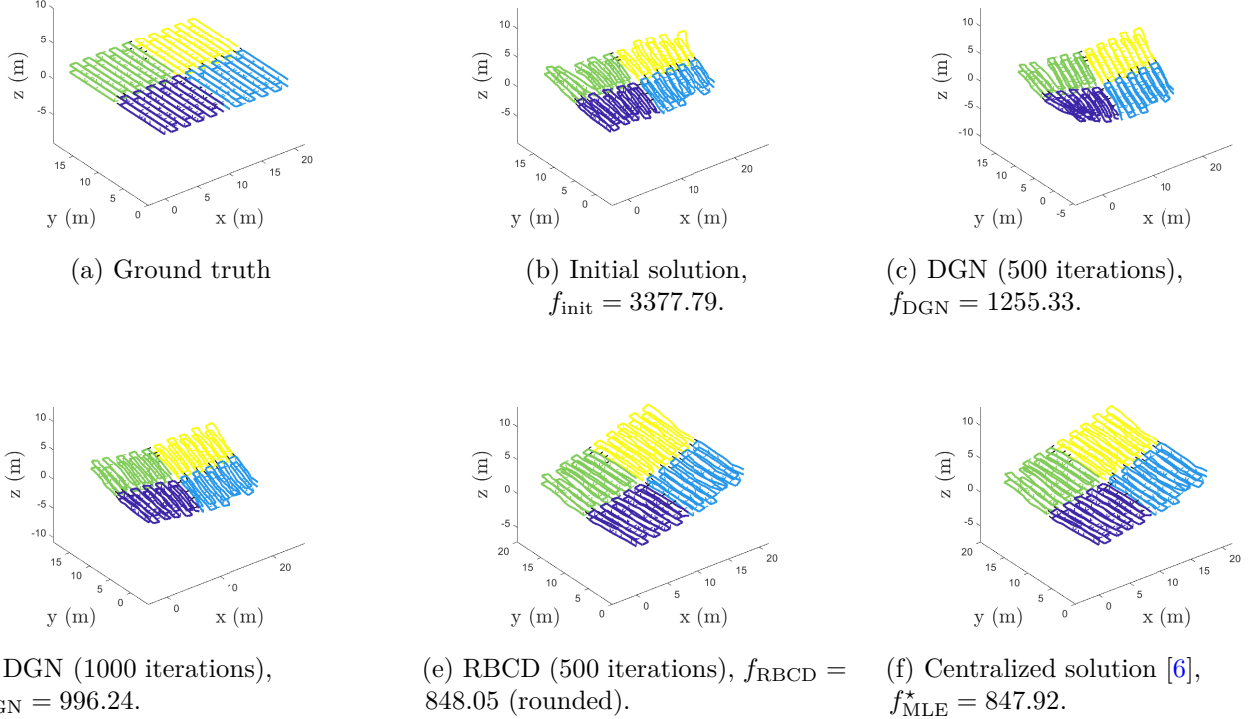 10
5
0
-5
z (m)
15
10
5
0
y (m)
0
5
10
15
20
x (m)
(a) Ground truth
10
5
0
-5
z (m)
15
10
5
0
y (m)
0
10
20
x (m)
(b) Initial solution,
f_init = 3377.79.
10
5
0
-5
-10
z (m)
15
10
5
0
-5
y (m)
0
10
20
x (m)
(c) DGN (500 iterations),
f_DGN = 1255.33.
10
5
0
-5
-10
z (m)
15
10
5
0
y (m)
0
10
20
x (m)
DGN (1000 iterations),
GN = 996.24.
10
5
0
-5
z (m)
20
15
10
5
0
y (m)
0
5
10
15
20
x (m)
(e) RBCD (500 iterations), f_RBCD =
848.05 (rounded).
10
5
0
-5
z (m)
20
15
10
5
0
y (m)
0
5
10
15
20
x (m)
(f) Centralized solution [6],
f*_MLE = 847.92.